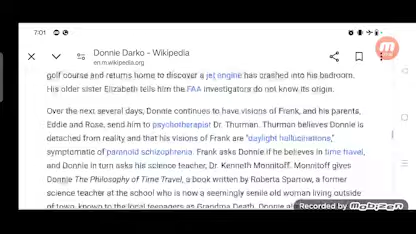 7:01
Donnie Darko - Wikipedia
en.m.wikipedia.org
golf course and returns home to discover a jet engine has crashed into his bedroom.
His older sister Elizabeth tells him the FAA investigators do not know its origin.
Over the next several days, Donnie continues to have visions of Frank, and his parents,
Eddie and Rose, send him to psychotherapist Dr. Thurman. Thurman believes Donnie is
detached from reality and that his visions of Frank are "daylight hallucinations,"
symptomatic of paranoid schizophrenia. Frank asks Donnie if he believes in time travel,
and Donnie in turn asks his science teacher, Dr. Kenneth Monnitoff. Monnitoff gives
Donnie The Philosophy of Time Travel, a book written by Roberta Sparrow, a former
science teacher at the school who is now a seemingly senile old woman living outside
of town, known to the local teenagers as Grandma Death. Donnie also
Recorded by Mobizen